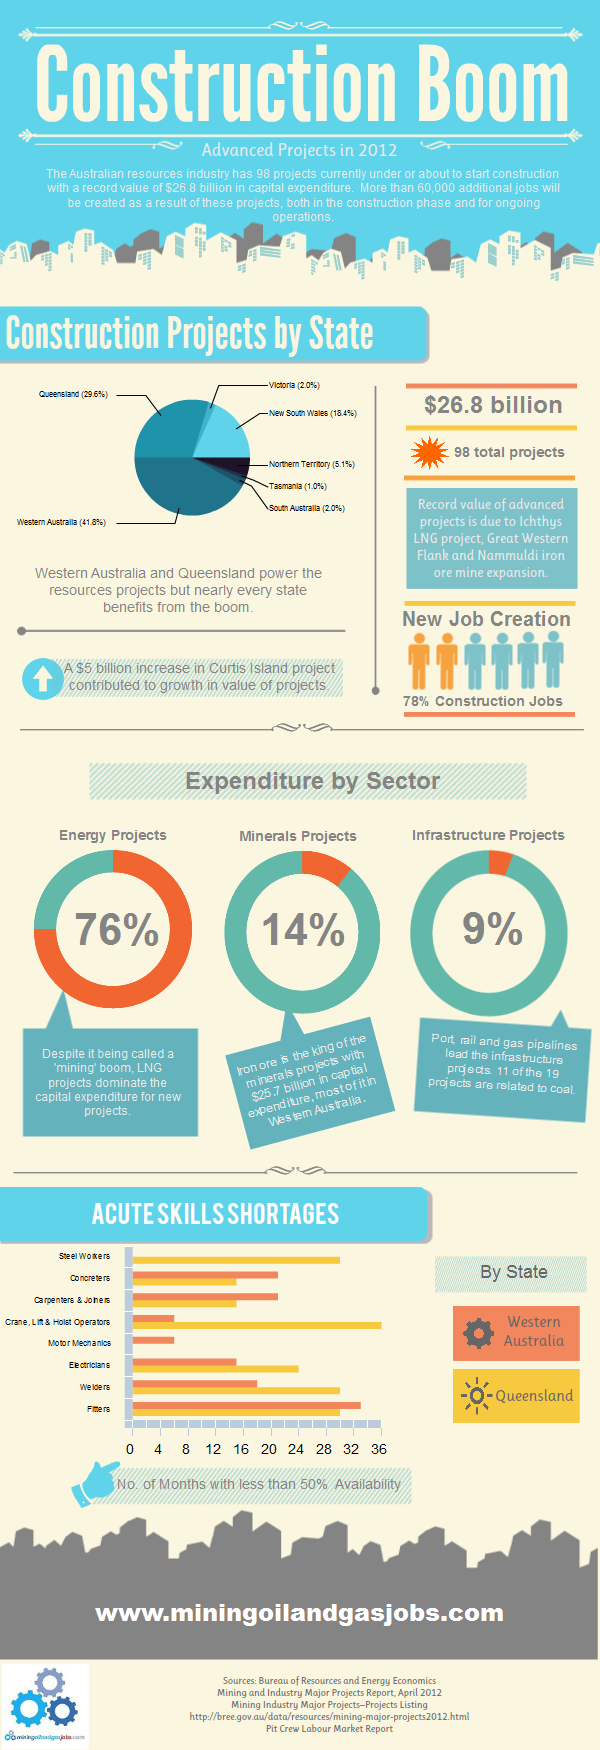 Construction Boom
Advanced Projects in 2012
The Australian resources industry has 98 projects currently under or about to start construction
with a record value of $26.8 billion in capital expenditure. More than 60,000 additional jobs will
be created as a result of these projects, both in the construction phase and for ongoing
operations.
Construction Projects by State
Victoria (2.0%)
Queensland (29.6%)
New South Wales (18.4%)
Northern Territory (5.1%)
Tasmania (1.0%)
South Australia (2.0%)
Western Australia (41.8%)
Western Australia and Queensland power the
resources projects but nearly every state
benefits from the boom.
A $5 billion increase in Curtis Island project
contributed to growth in value of projects.
$26.8 billion
98 total projects
Record value of advanced
projects is due to Ichthys
LNG project, Great Western
Flank and Nammuldi iron
ore mine expansion.
New Job Creation
78% Construction Jobs
Expenditure by Sector
Energy Projects
76%
Despite it being called a
'mining' boom, LNG
projects dominate the
capital expenditure for new
projects.
Minerals Projects
14%
Iron ore is the king of the
minerals projects with
$25.7 billion in captial
expenditure, most of it in
Western Australia.
Infrastructure Projects
9%
Port, rail and gas pipelines
lead the infrastructure
projects. 11 of the 19
projects are related to coal.
ACUTE SKILLS SHORTAGES
Steel Workers
Concreters
Carpenters & Joiners
Crane, Lift & Hoist Operators
Motor Mechanics
Electricians
Welders
Fitters
0 4 8 12 16 20 24 28 32 36
No. of Months with less than 50% Availability
By State
Western
Australia
Queensland
www.miningoilandgasjobs.com
miningoilandgasjobs.com
Sources: Bureau of Resources and Energy Economics
Mining and Industry Major Projects Report, April 2012
Mining Industry Major Projects–Projects Listing
http://bree.gov.au/data/resources/mining-major-projects2012.html
Pit Crew Labour Market Report